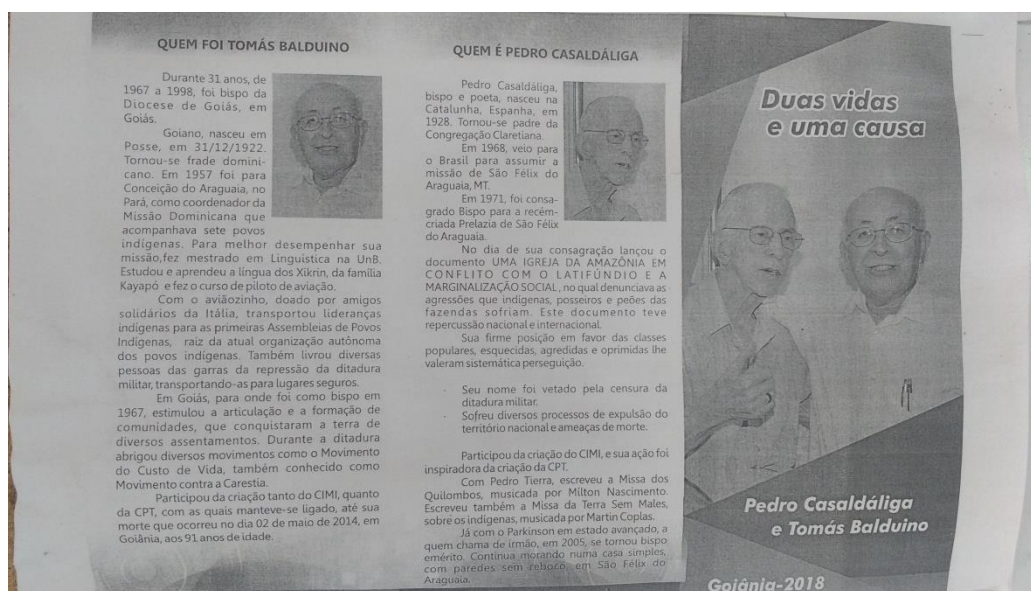 QUEM FOI TOMÁS BALDUINO
Durante 31 anos, de
1967 a 1998, foi bispo da
Diocese de Goiás, em
Goiás.
Goiano, nasceu em
Posse, em 31/12/1922.
Tornou-se frade domini-
cano. Em 1957 foi para
Conceição do Araguaia, no
Pará, como coordenador da
Missão Dominicana que
acompanhava sete povos
indígenas. Para melhor desempenhar sua
missão,fez mestrado em Linguística na UnB.
Estudou e aprendeu a língua dos Xikrin, da família
Kayapó e fez o curso de piloto de aviação.
Com o aviãozinho, doado por amigos
solidários da Itália, transportou lideranças
indígenas para as primeiras Assembleias de Povos
Indígenas, raiz da atual organização autônoma
dos povos indígenas. Também livrou diversas
pessoas das garras da repressão da ditadura
militar, transportando-as para lugares seguros.
Em Goiás, para onde foi como bispo em
1967, estimulou a articulação e a formação de
comunidades, que conquistaram a terra de
diversos assentamentos. Durante a ditadura
abrigou diversos movimentos como o Movimento
do Custo de Vida, também conhecido como
Movimento contra a Carestia.
Participou da criação tanto do CIMI, quanto
da CPT, com as quais manteve-se ligado, até sua
morte que ocorreu no dia 02 de maio de 2014, em
Goiânia, aos 91 anos de idade.
QUEM É PEDRO CASALDÁLIGA
Pedro Casaldáliga,
bispo e poeta, nasceu na
Catalunha, Espanha, em
1928. Tornou-se padre da
Congregação Claretiana.
Em 1968, veio para
o Brasil para assumir a
missão de São Félix do
Araguaia, MT.
Em 1971, foi consa-
grado Bispo para a recém-
criada Prelazia de São Félix
do Araguaia.
No dia de sua consagração lançou o
documento UMA IGREJA DA AMAZÔNIA EM
CONFLITO COM O LATIFÚNDIO E A
MARGINALIZAÇÃO SOCIAL, no qual denunciava as
agressões que indígenas, posseiros e peões das
fazendas sofriam. Este documento teve
repercussão nacional e internacional.
Sua firme posição em favor das classes
populares, esquecidas, agredidas e oprimidas lhe
valeram sistemática perseguição.
- Seu nome foi vetado pela censura da
ditadura militar.
- Sofreu diversos processos de expulsão do
território nacional e ameaças de morte.
Participou da criação do CIMI, e sua ação foi
inspiradora da criação da CPT.
Com Pedro Tierra, escreveu a Missa dos
Quilombos, musicada por Milton Nascimento.
Escreveu também a Missa da Terra Sem Males,
sobre os indígenas, musicada por Martin Coplas.
Já com o Parkinson em estado avançado, a
quem chama de irmão, em 2005, se tornou bispo
emérito. Continua morando numa casa simples,
com paredes sem reboco, em São Félix do
Araguaia.
Duas vidas
e uma causa
Pedro Casaldáliga
e Tomás Balduino
Goiânia-2018